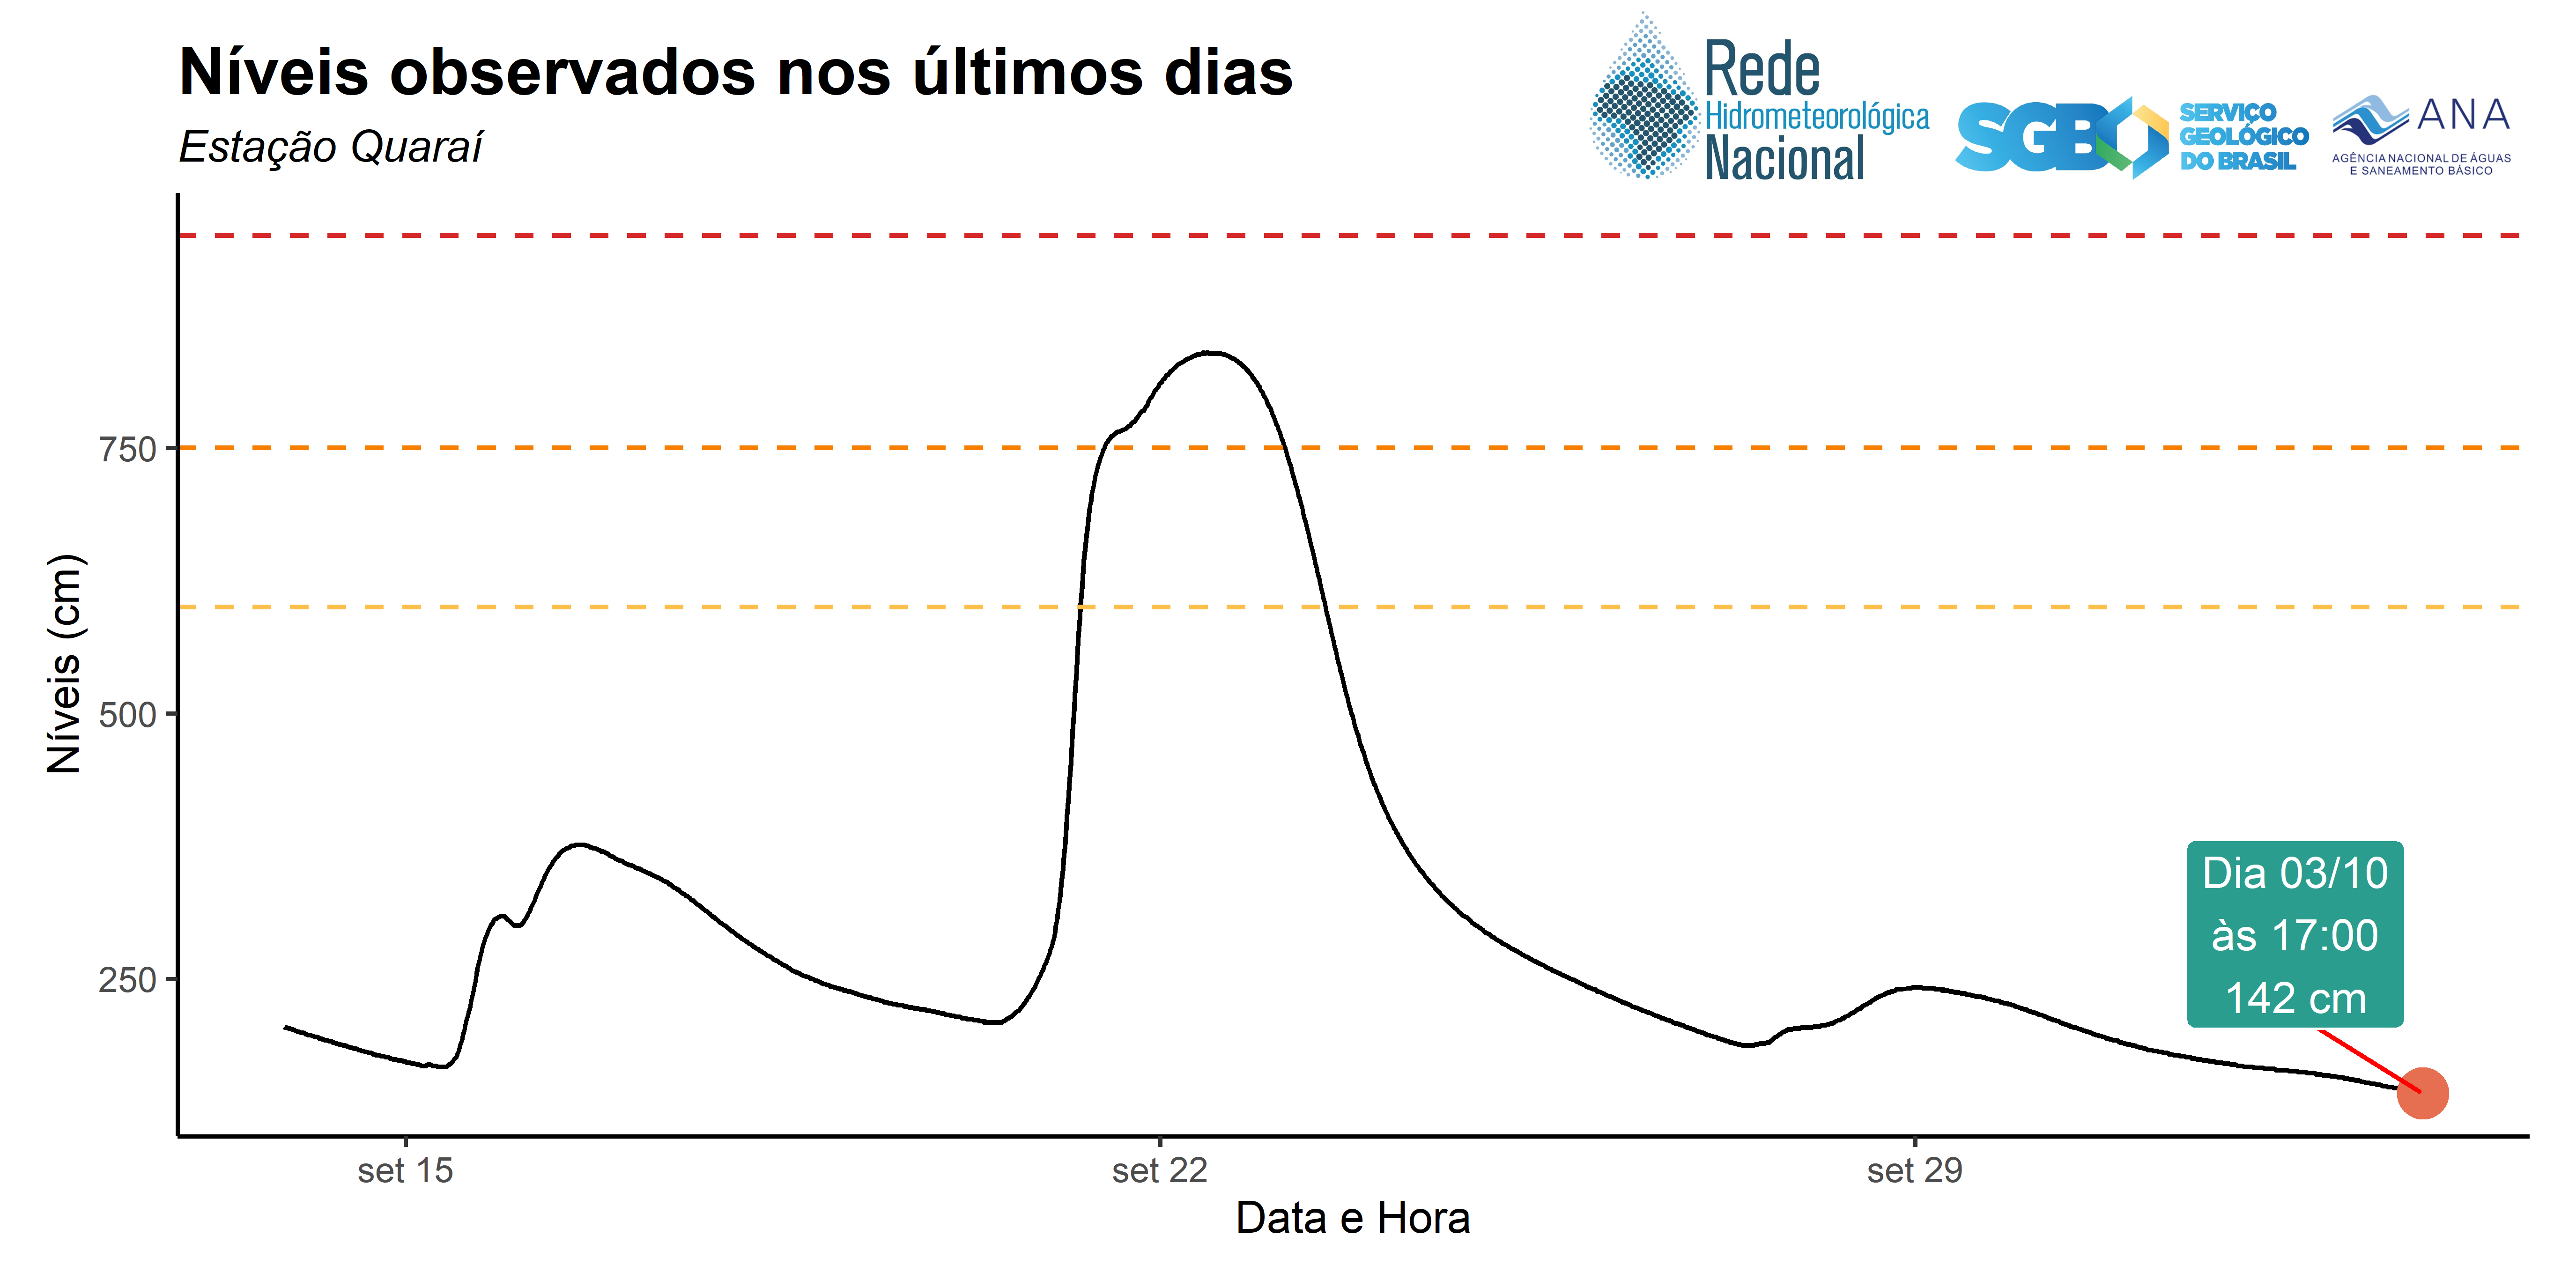 Níveis observados nos últimos dias
Estação Quaraí
Rede
Hidrometeorológica
Nacional
SGB
SERVIÇO
GEOLÓGICO
DO BRASIL
ANA
AGÊNCIA NACIONAL DE ÁGUAS
E SANEAMENTO BÁSICO
Níveis (cm)
750
500
250
Dia 03/10
às 17:00
142 cm
set 15
set 22
set 29
Data e Hora